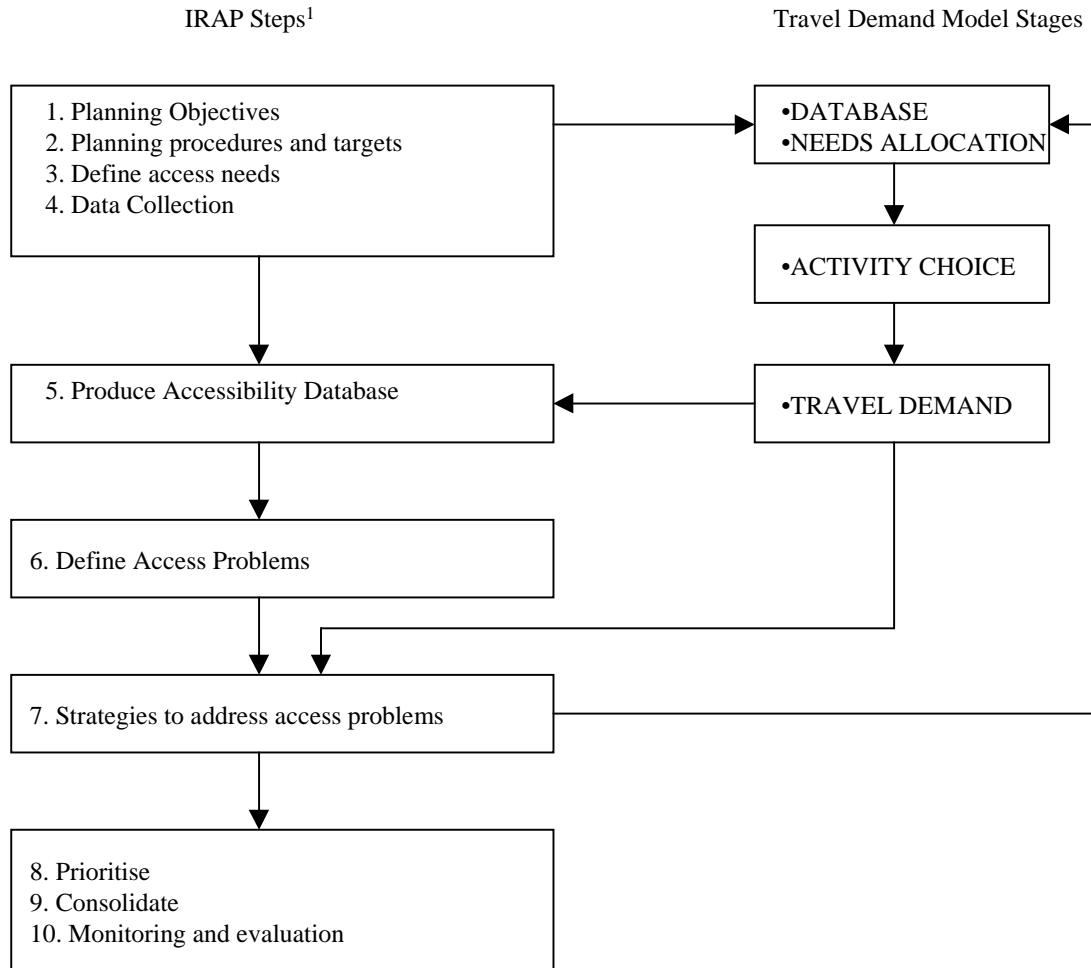 IRAP Steps1
Travel Demand Model Stages
1. Planning Objectives
2. Planning procedures and targets
3. Define access needs
4. Data Collection
•DATABASE
•NEEDS ALLOCATION
•ACTIVITY CHOICE
5. Produce Accessibility Database
•TRAVEL DEMAND
6. Define Access Problems
7. Strategies to address access problems
8. Prioritise
9. Consolidate
10. Monitoring and evaluation